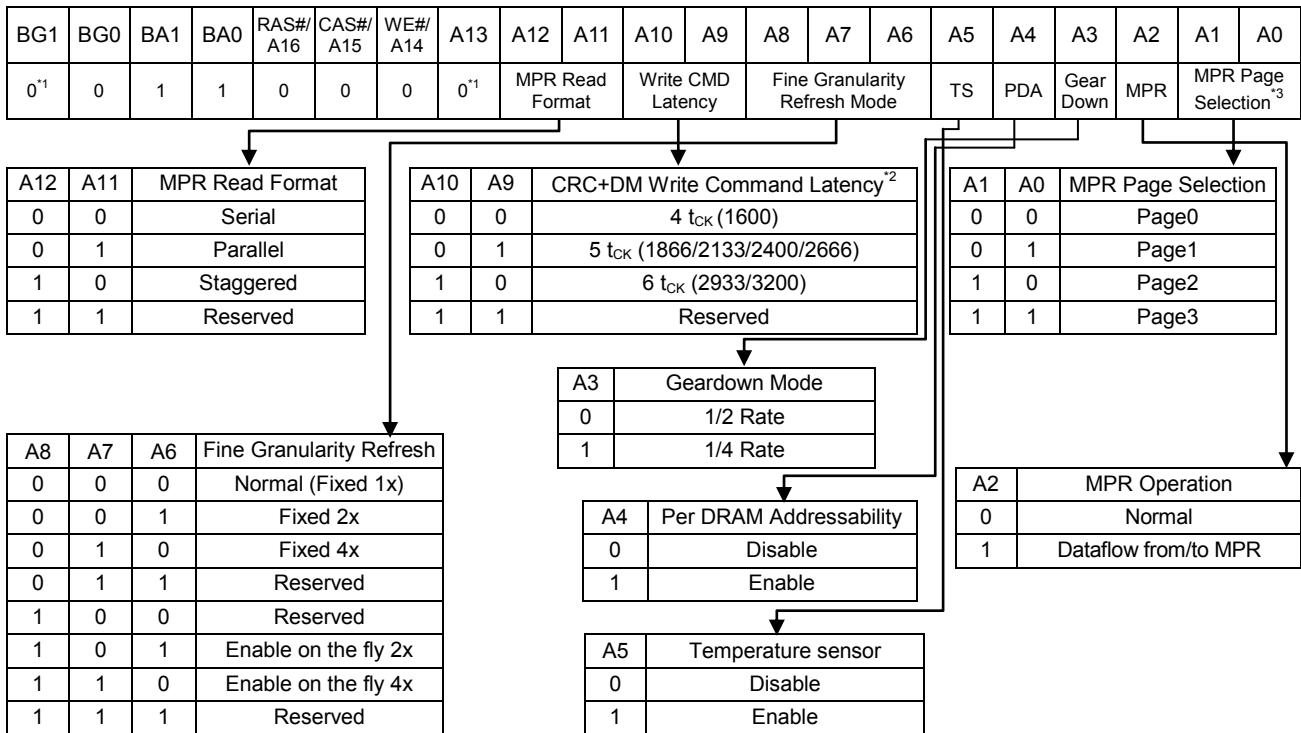 BG1 BG0 BA1 BA0 RAS#/ A16 CAS#/ A15 WE#/ A14 A13 A12 A11 A10 A9 A8 A7 A6 A5 A4 A3 A2 A1 A0
0*1 0 1 1 0 0 0 0*1 MPR Read Format Write CMD Latency Fine Granularity Refresh Mode TS PDA Gear Down MPR MPR Page Selection*3
A12 A11 MPR Read Format
0 0 Serial
0 1 Parallel
1 0 Staggered
1 1 Reserved
A10 A9 CRC+DM Write Command Latency*2
0 0 4 tCK (1600)
0 1 5 tCK (1866/2133/2400/2666)
1 0 6 tCK (2933/3200)
1 1 Reserved
A1 A0 MPR Page Selection
0 0 Page0
0 1 Page1
1 0 Page2
1 1 Page3
A3 Geardown Mode
0 1/2 Rate
1 1/4 Rate
A8 A7 A6 Fine Granularity Refresh
0 0 0 Normal (Fixed 1x)
0 0 1 Fixed 2x
0 1 0 Fixed 4x
0 1 1 Reserved
1 0 0 Reserved
1 0 1 Enable on the fly 2x
1 1 0 Enable on the fly 4x
1 1 1 Reserved
A4 Per DRAM Addressability
0 Disable
1 Enable
A2 MPR Operation
0 Normal
1 Dataflow from/to MPR
A5 Temperature sensor
0 Disable
1 Enable